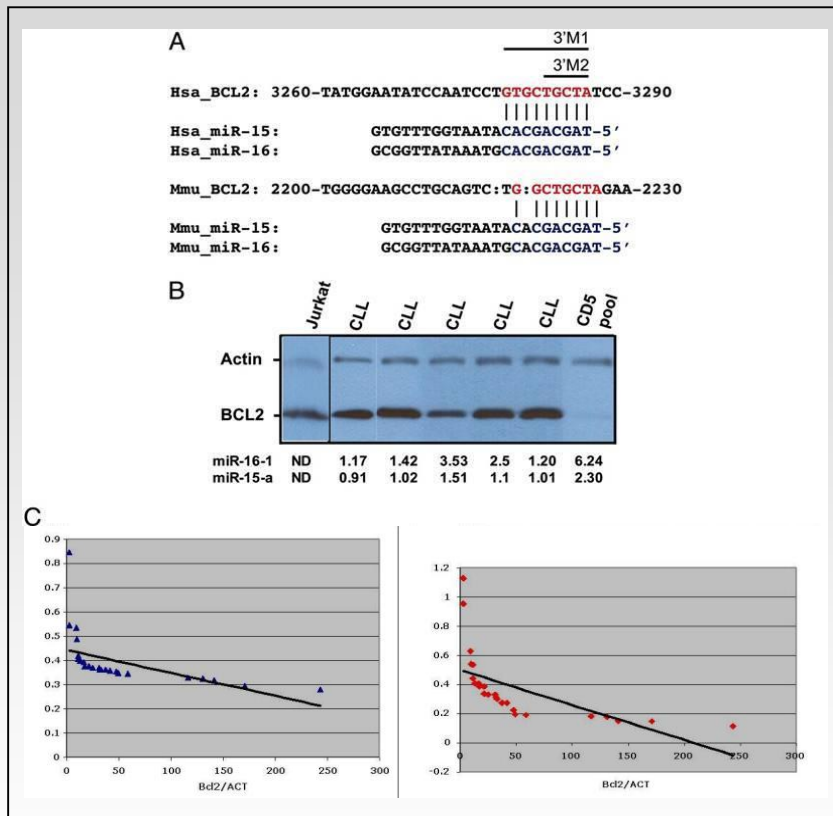 A
3'M1
3'M2
Hsa_BCL2: 3260-TATGGAATATCCAATCCTGTGCTGCTATCC-3290
Hsa_miR-15: GTGTTTGGTAATACACGACGAT-5'
Hsa_miR-16: GCGGTTATAAATGCACGACGAT-5'
Mmu_BCL2: 2200-TGGGGAAGCCTGCAGTC:TG:GCTGCTAGAA-2230
Mmu_miR-15: GTGTTTGGTAATACACGACGAT-5'
Mmu_miR-16: GCGGTTATAAATGCACGACGAT-5'
B
Jurkat CLL CLL CLL CLL CLL CD5 pool
Actin
BCL2
miR-16-1 ND 1.17 1.42 3.53 2.5 1.20 6.24
miR-15-a ND 0.91 1.02 1.51 1.1 1.01 2.30
C
0.9
0.8
0.7
0.6
0.5
0.4
0.3
0.2
0.1
0
0 50 100 150 200 250 300
Bcl2/ACT
1.2
1
0.8
0.6
0.4
0.2
0
-0.2
0 50 100 150 200 250 300
Bcl2/ACT